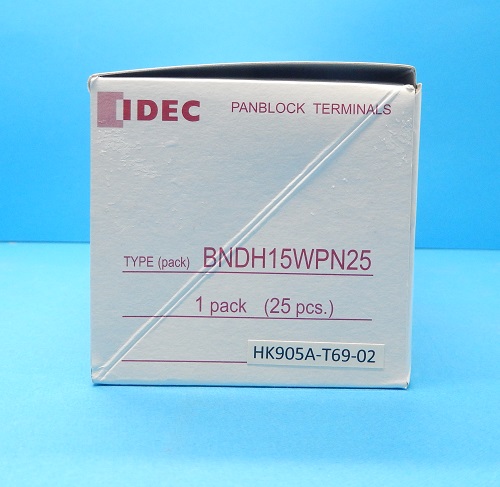 IDEC PANBLOCK TERMINALS
TYPE (pack) BNDH15WPN25
1 pack (25 pcs.)
HK905A-T69-02